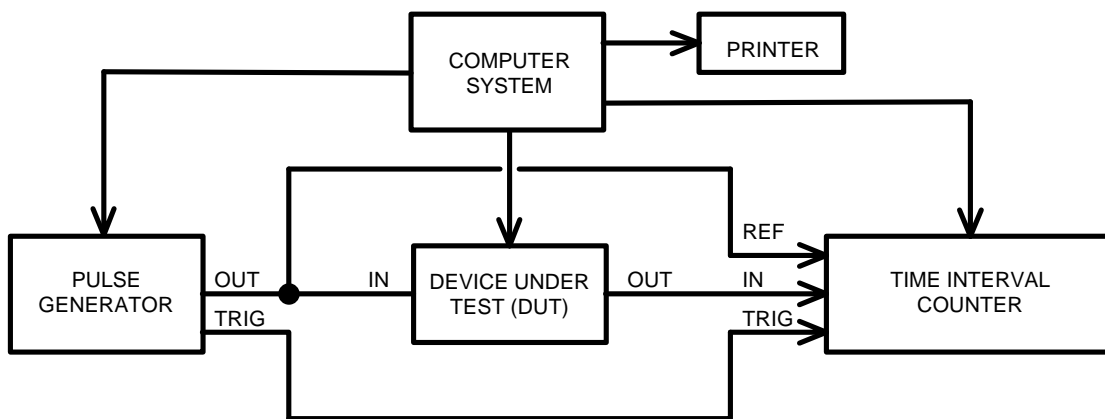 COMPUTER
SYSTEM
PRINTER
PULSE
GENERATOR
OUT
TRIG
IN
DEVICE UNDER
TEST (DUT)
OUT
REF
IN
TRIG
TIME INTERVAL
COUNTER